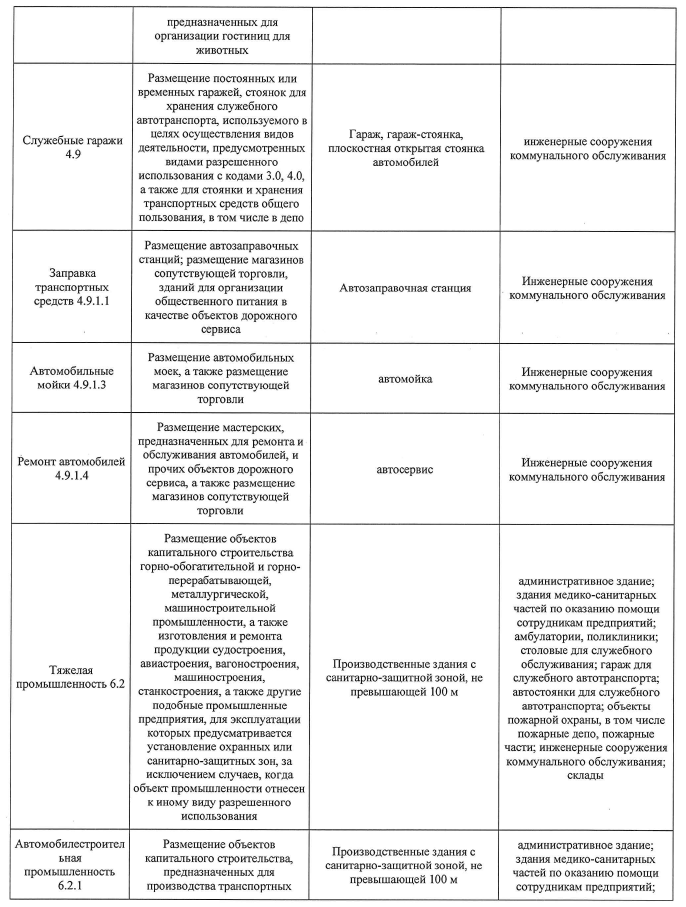 предназначенных для
организации гостиниц для
животных
Служебные гаражи
4.9
Размещение постоянных или
временных гаражей, стоянок для
хранения служебного
автотранспорта, используемого в
целях осуществления видов
деятельности, предусмотренных
видами разрешенного
использования с кодами 3.0, 4.0,
а также для стоянки и хранения
транспортных средств общего
пользования, в том числе в депо
Гараж, гараж-стоянка,
плоскостная открытая стоянка
автомобилей
инженерные сооружения
коммунального обслуживания
Заправка
транспортных
средств 4.9.1.1
Размещение автозаправочных
станций; размещение магазинов
сопутствующей торговли,
зданий для организации
общественного питания в
качестве объектов дорожного
сервиса
Автозаправочная станция
Инженерные сооружения
коммунального обслуживания
Автомобильные
мойки 4.9.1.3
Размещение автомобильных
моек, а также размещение
магазинов сопутствующей
торговли
автомойка
Инженерные сооружения
коммунального обслуживания
Ремонт автомобилей
4.9.1.4
Размещение мастерских,
предназначенных для ремонта и
обслуживания автомобилей, и
прочих объектов дорожного
сервиса, а также размещение
магазинов сопутствующей
торговли
автосервис
Инженерные сооружения
коммунального обслуживания
Тяжелая
промышленность 6.2
Размещение объектов
капитального строительства
горно-обогатительной и горно-
перерабатывающей,
металлургической,
машиностроительной
промышленности, а также
изготовления и ремонта
продукции судостроения,
авиастроения, вагоностроения,
машиностроения,
станкостроения, а также другие
подобные промышленные
предприятия, для эксплуатации
которых предусматривается
установление охранных или
санитарно-защитных зон, за
исключением случаев, когда
объект промышленности отнесен
к иному виду разрешенного
использования
Производственные здания с
санитарно-защитной зоной, не
превышающей 100 м
административное здание;
здания медико-санитарных
частей по оказанию помощи
сотрудникам предприятий;
амбулатории, поликлиники;
столовые для служебного
обслуживания; гараж для
служебного автотранспорта;
автостоянки для служебного
автотранспорта; объекты
пожарной охраны, в том числе
пожарные депо, пожарные
части; инженерные сооружения
коммунального обслуживания;
склады
Автомобилестроител
ьная
промышленность
6.2.1
Размещение объектов
капитального строительства,
предназначенных для
производства транспортных
Производственные здания с
санитарно-защитной зоной, не
превышающей 100 м
административное здание;
здания медико-санитарных
частей по оказанию помощи
сотрудникам предприятий;